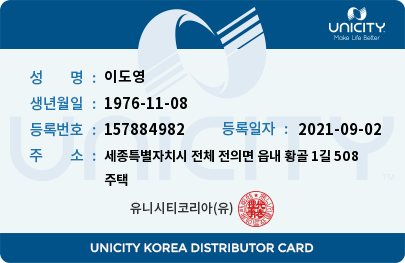 UNICITY
Make Life Better
성 명 : 이도영
생년월일 : 1976-11-08
등록번호 : 157884982 등록일자 : 2021-09-02
주 소 : 세종특별자치시 전체 전의면 읍내 황골 1길 508
주택
UNICITY
TM
유니시티코리아(유)
UNICITY KOREA DISTRIBUTOR CARD